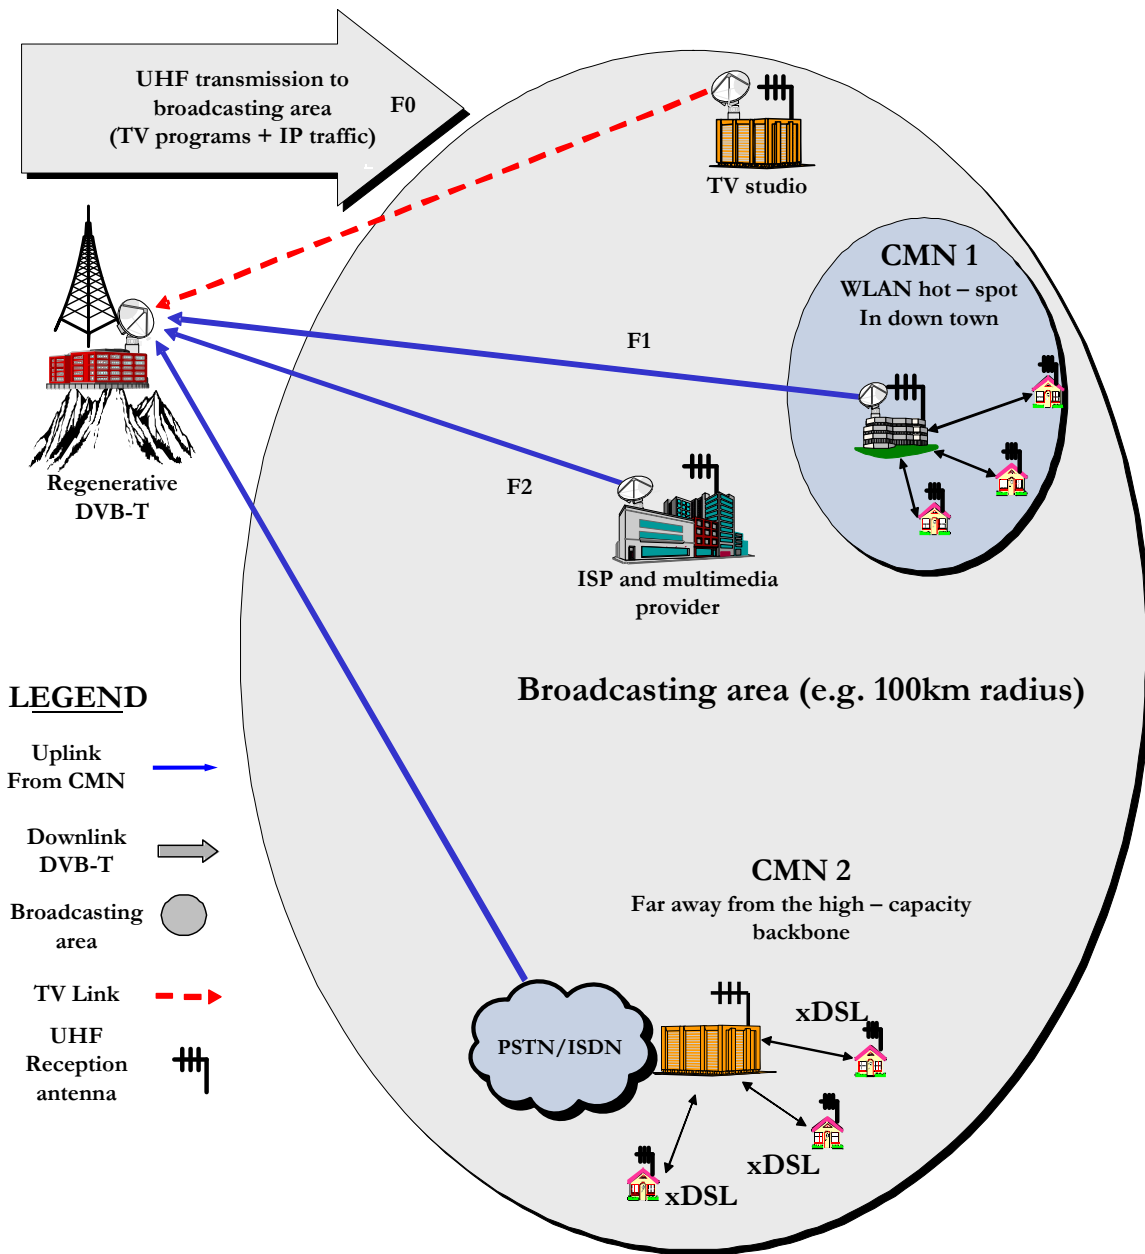 UHF transmission to
broadcasting area
(TV programs + IP traffic)
F0
TV studio
CMN 1
WLAN hot – spot
In down town
F1
Regenerative
DVB-T
F2
ISP and multimedia
provider
Broadcasting area (e.g. 100km radius)
LEGEND
Uplink
From CMN
Downlink
DVB-T
Broadcasting
area
TV Link
UHF
Reception
antenna
CMN 2
Far away from the high – capacity
backbone
PSTN/ISDN
xDSL
xDSL
xDSL